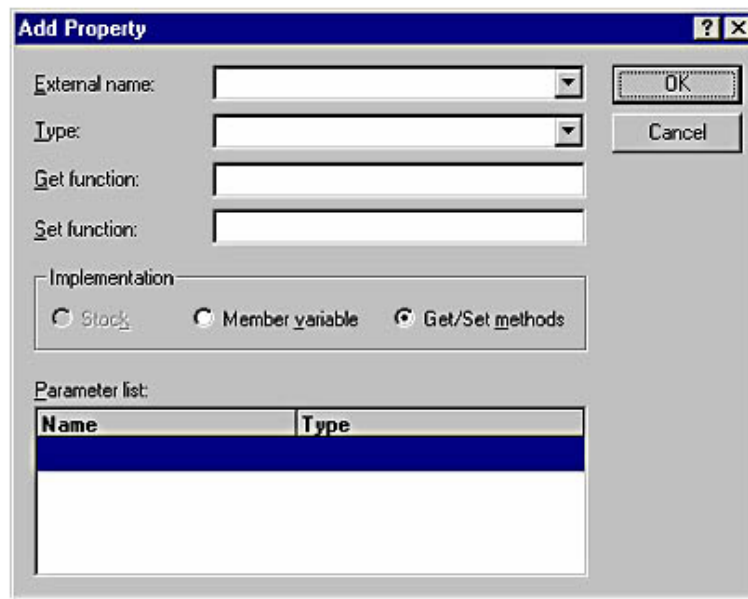 Add Property
External name:
OK
Type:
Cancel
Get function:
Set function:
Implementation
Stock
Member variable
Get/Set methods
Parameter list:
Name
Type